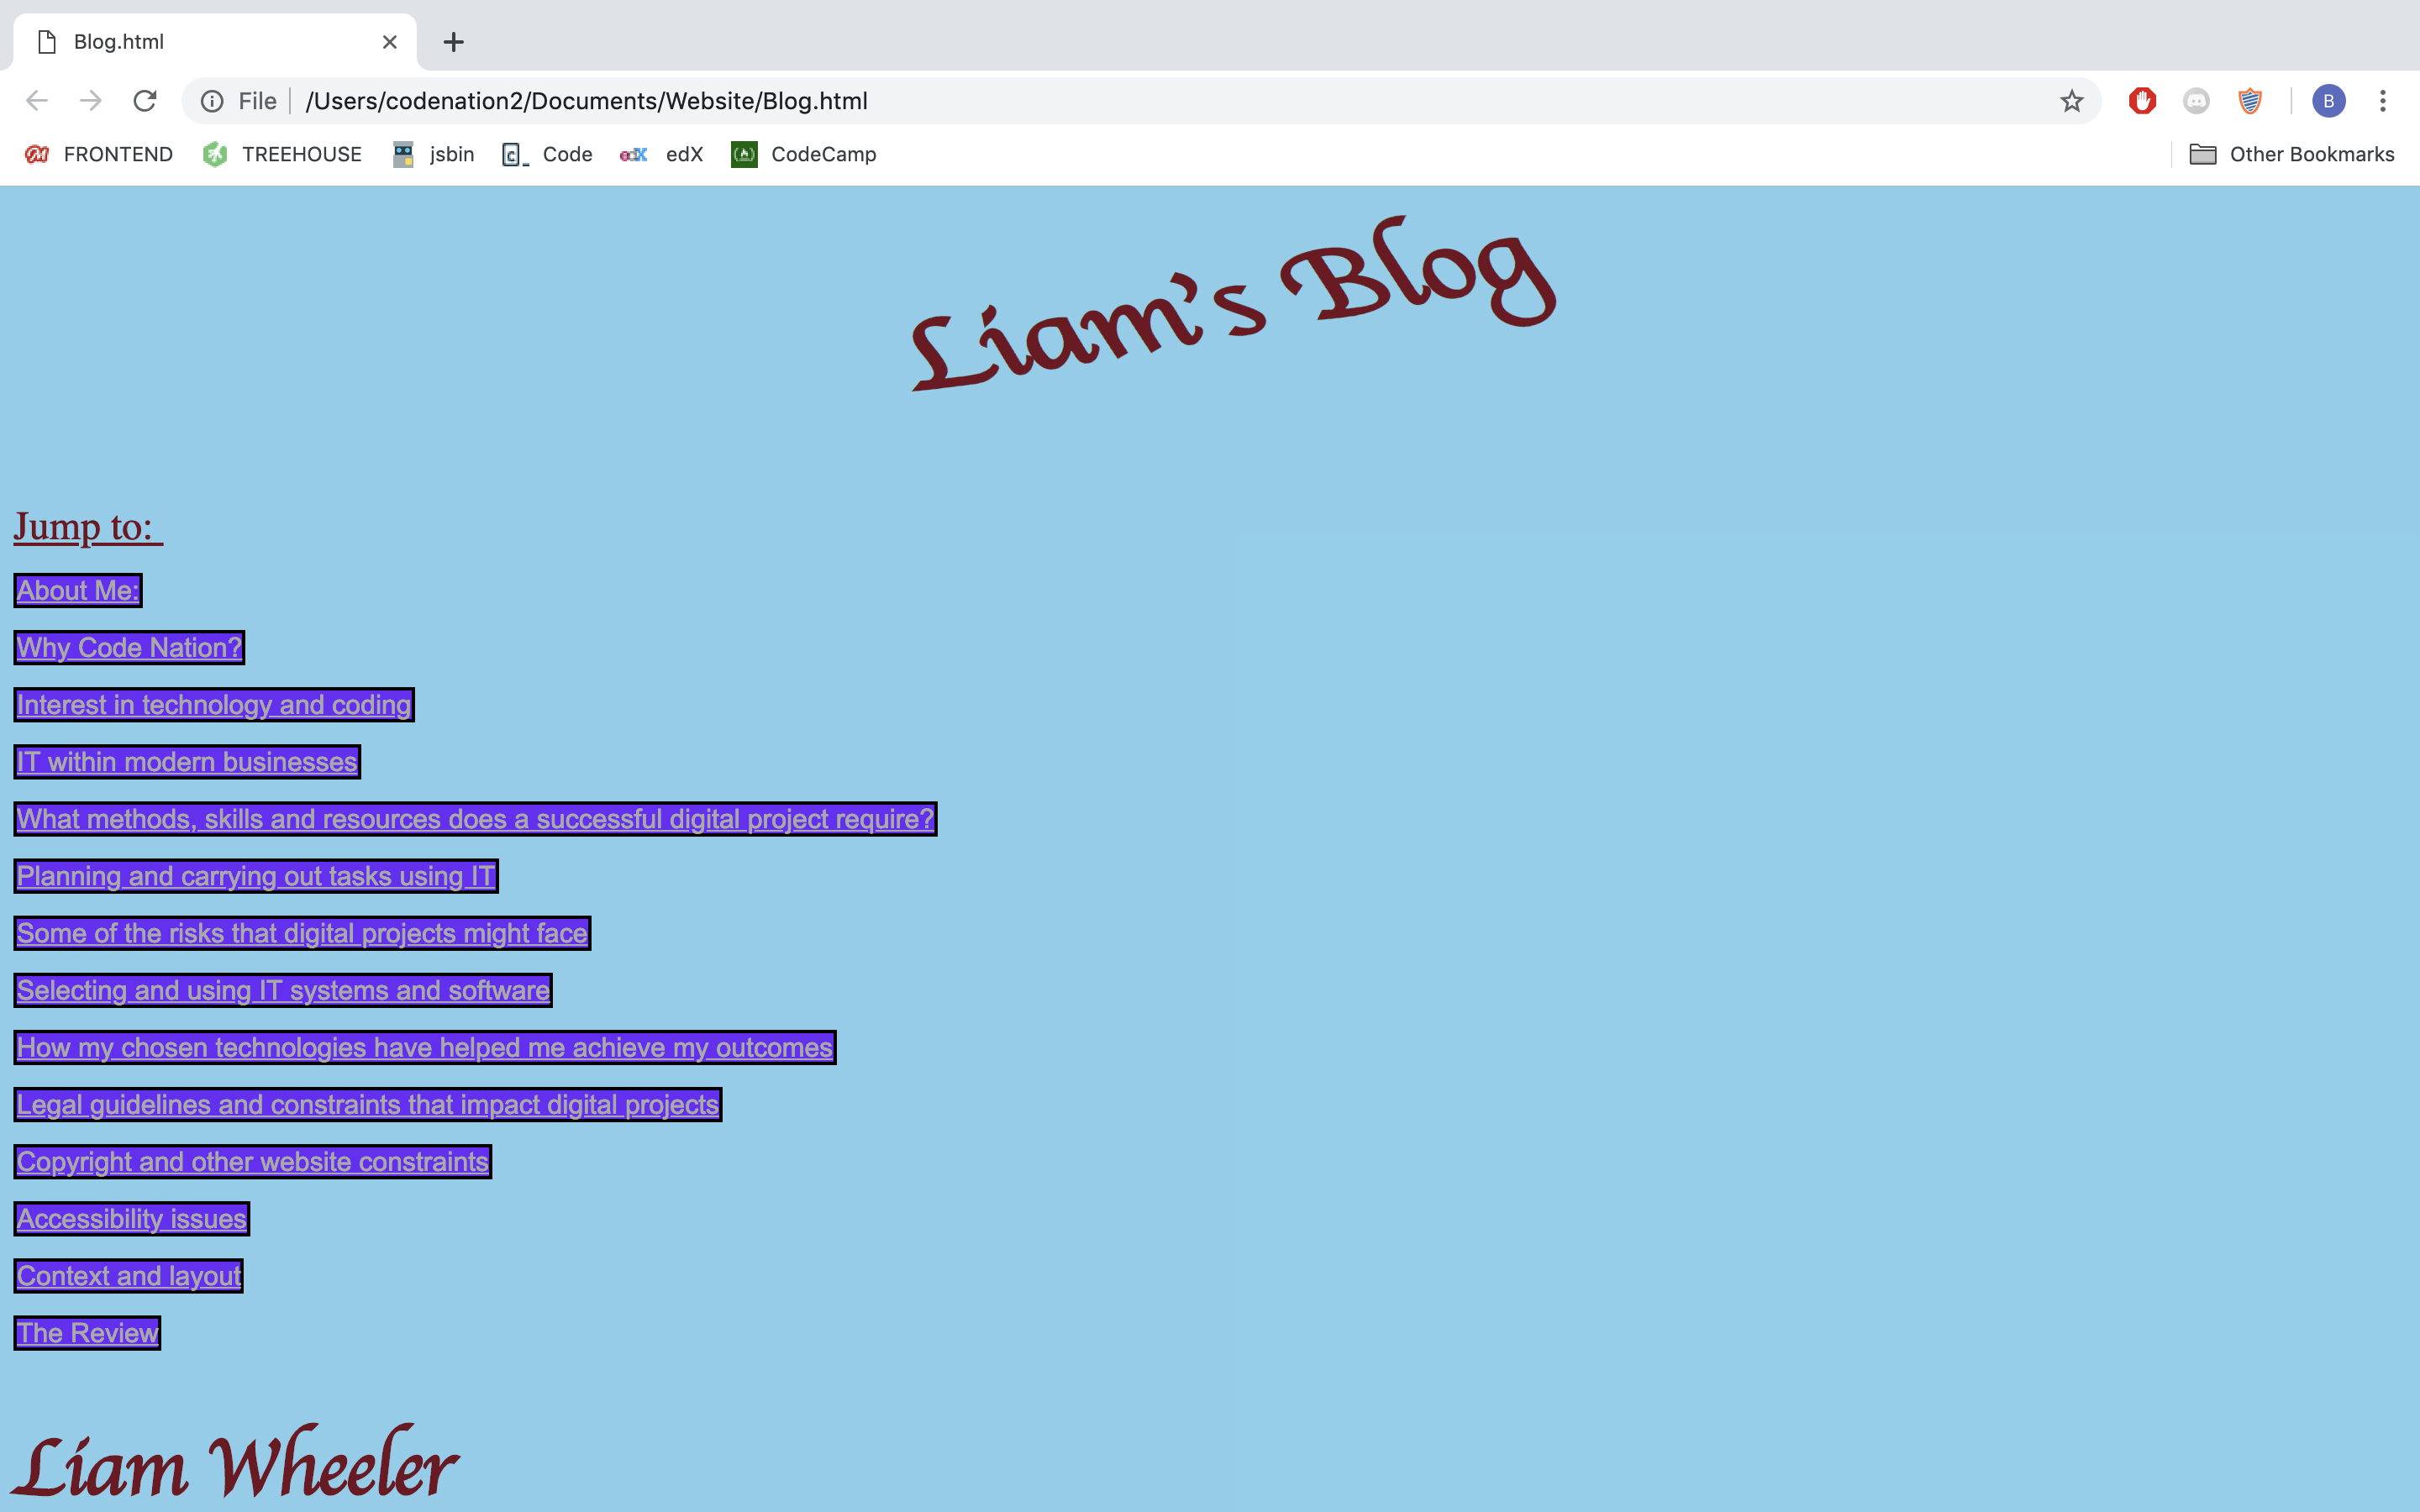 Blog.html
File /Users/codenation2/Documents/Website/Blog.html B
FRONTEND TREEHOUSE jsbin Code edX CodeCamp Other Bookmarks
Liam's Blog
Jump to:
About Me:
Why Code Nation?
Interest in technology and coding
IT within modern businesses
What methods, skills and resources does a successful digital project require?
Planning and carrying out tasks using IT
Some of the risks that digital projects might face
Selecting and using IT systems and software
How my chosen technologies have helped me achieve my outcomes
Legal guidelines and constraints that impact digital projects
Copyright and other website constraints
Accessibility issues
Context and layout
The Review
Liam Wheeler